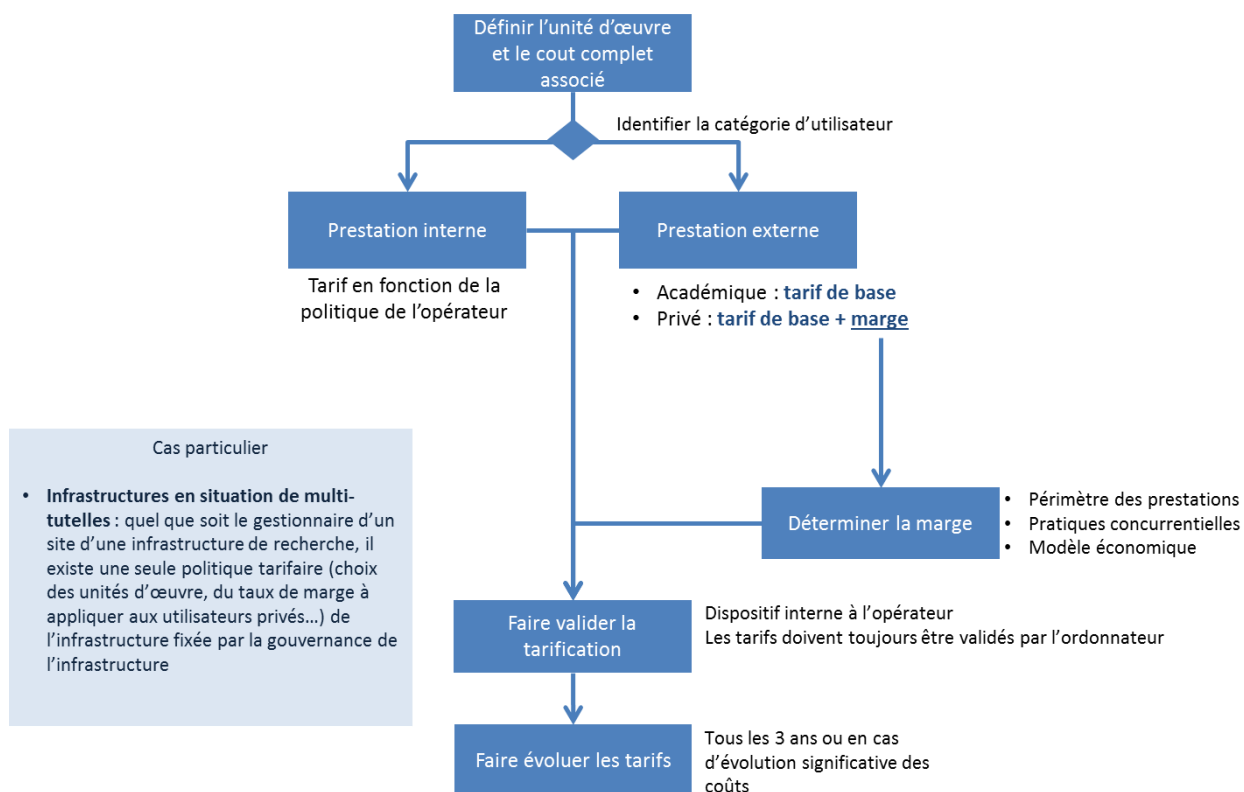 Définir l'unité d'œuvre
et le cout complet
associé
Identifier la catégorie d'utilisateur
Prestation interne
Prestation externe
Tarif en fonction de la
politique de l'opérateur
• Académique : tarif de base
• Privé : tarif de base + marge
Cas particulier
• Infrastructures en situation de multi-
tutelles : quel que soit le gestionnaire d'un
site d'une infrastructure de recherche, il
existe une seule politique tarifaire (choix
des unités d'œuvre, du taux de marge à
appliquer aux utilisateurs privés…) de
l'infrastructure fixée par la gouvernance de
l'infrastructure
Déterminer la marge
• Périmètre des prestations
• Pratiques concurrentielles
• Modèle économique
Faire valider la
tarification
Dispositif interne à l'opérateur
Les tarifs doivent toujours être validés par l'ordonnateur
Faire évoluer les tarifs
Tous les 3 ans ou en cas
d'évolution significative des
coûts